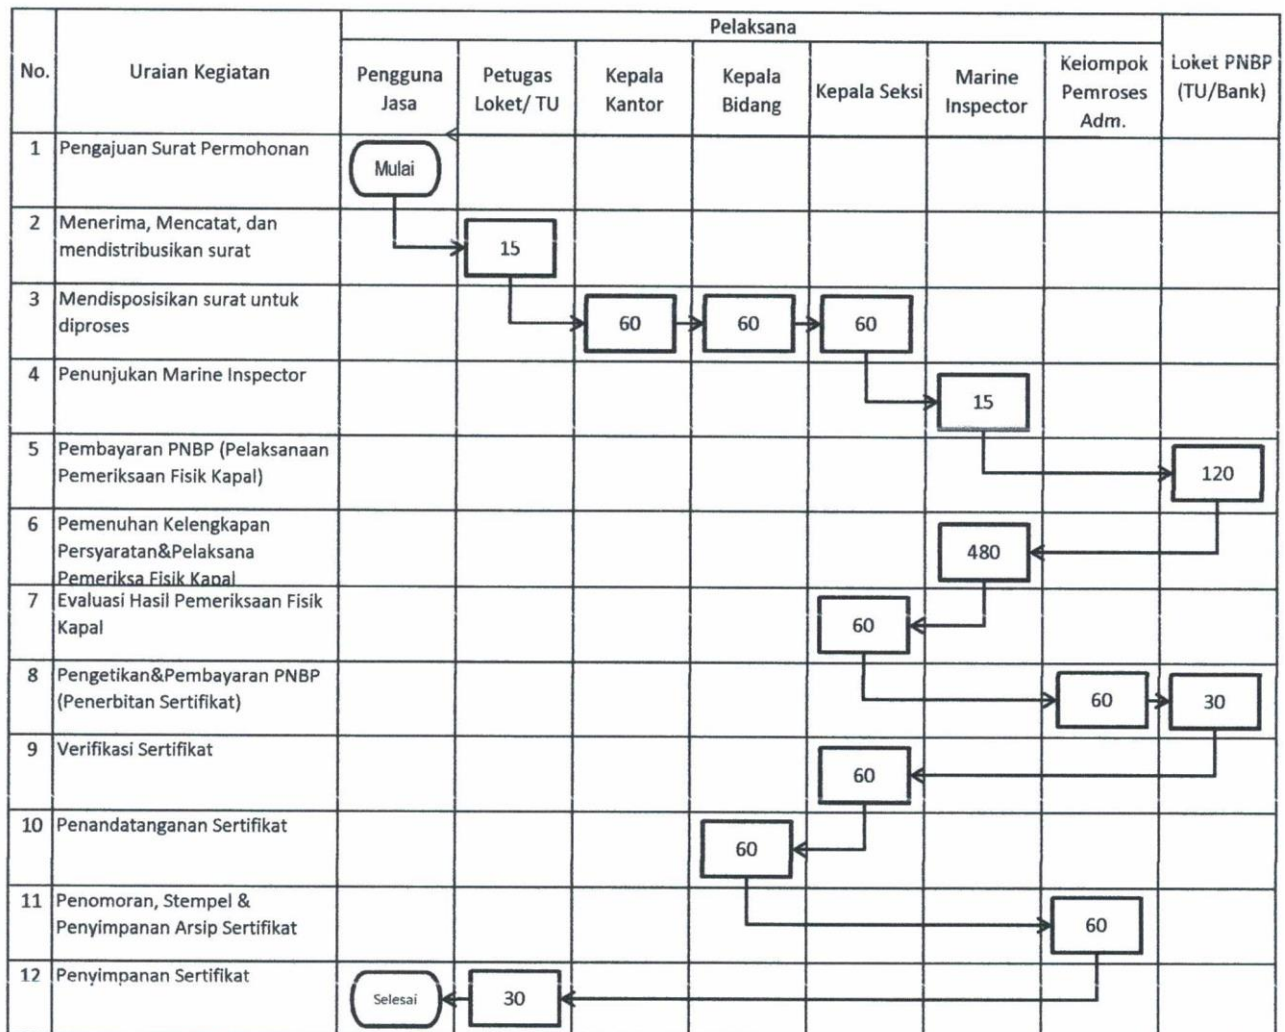 Pelaksana
No.
Uraian Kegiatan
Pengguna
Jasa
Petugas
Loket/ TU
Kepala
Kantor
Kepala
Bidang
Kepala Seksi
Marine
Inspector
Kelompok
Pemroses
Adm.
Loket PNBP
(TU/Bank)
1 Pengajuan Surat Permohonan
Mulai
2 Menerima, Mencatat, dan
mendistribusikan surat
15
3 Mendisposisikan surat untuk
diproses
60 60 60
4 Penunjukan Marine Inspector
15
5 Pembayaran PNBP (Pelaksanaan
Pemeriksaan Fisik Kapal)
120
6 Pemenuhan Kelengkapan
Persyaratan&Pelaksana
Pemeriksa Fisik Kapal
480
7 Evaluasi Hasil Pemeriksaan Fisik
Kapal
60
8 Pengetikan&Pembayaran PNBP
(Penerbitan Sertifikat)
60 30
9 Verifikasi Sertifikat
60
10 Penandatanganan Sertifikat
60
11 Penomoran, Stempel &
Penyimpanan Arsip Sertifikat
60
12 Penyimpanan Sertifikat
Selesai 30